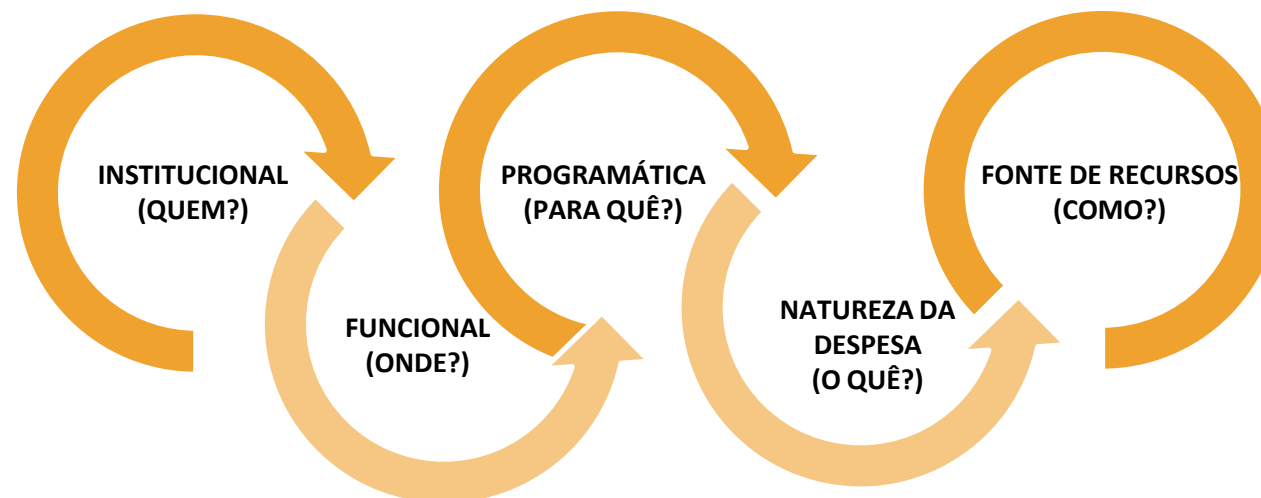 INSTITUCIONAL
(QUEM?)
FUNCIONAL
(ONDE?)
PROGRAMÁTICA
(PARA QUÊ?)
NATUREZA DA
DESPESA
(O QUÊ?)
FONTE DE RECURSOS
(COMO?)